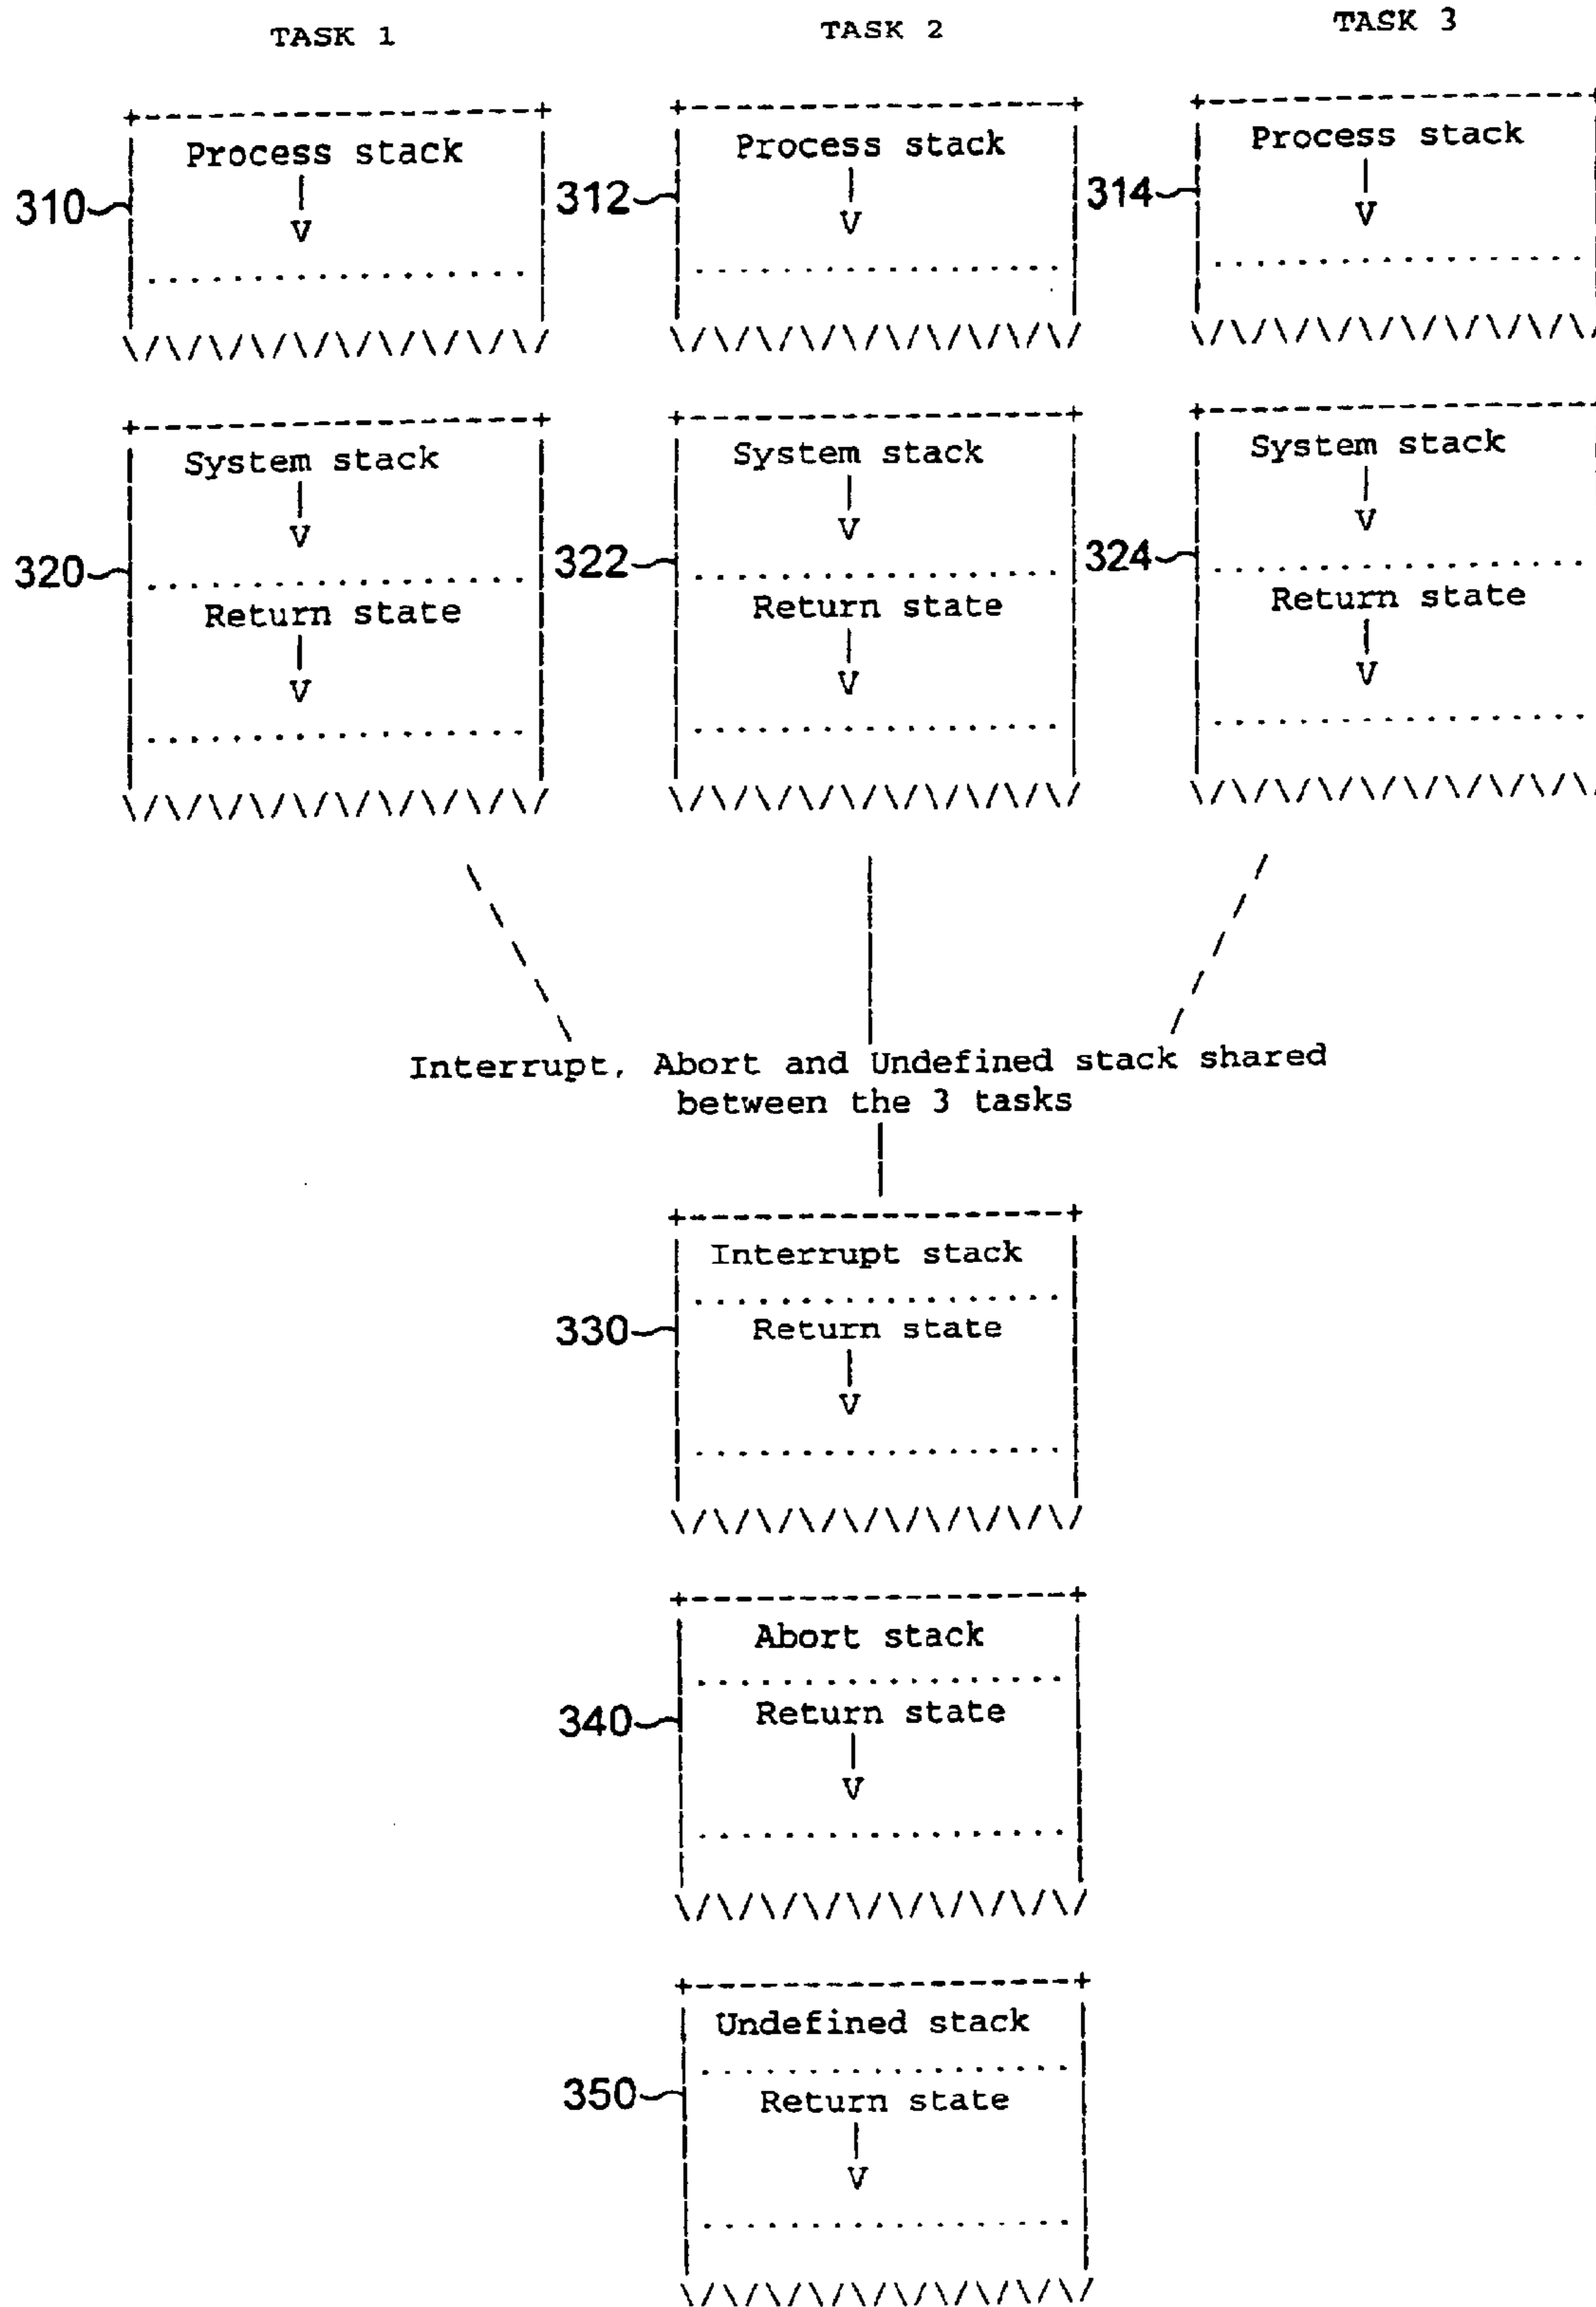 TASK 1 TASK 2 TASK 3
Process stack Process stack Process stack
310 312 314
System stack System stack System stack
320 322 324
Return state Return state Return state
Interrupt, Abort and Undefined stack shared
between the 3 tasks
Interrupt stack
330 Return state
Abort stack
340 Return state
Undefined stack
350 Return state